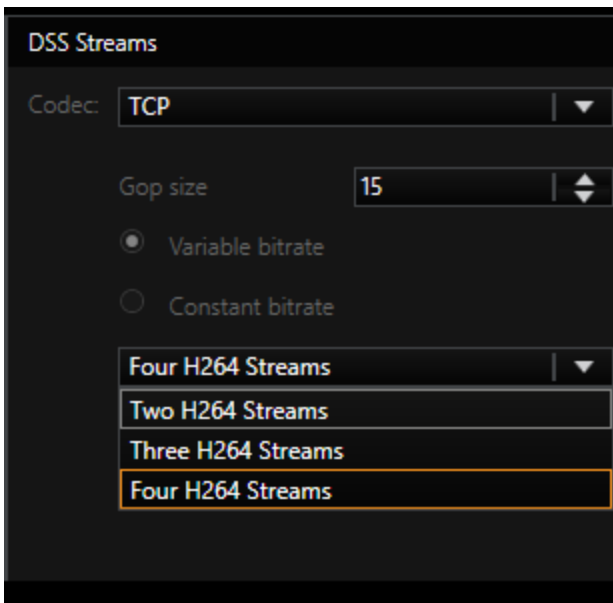 DSS Streams
Codec: TCP
Gop size 15
Variable bitrate
Constant bitrate
Four H264 Streams
Two H264 Streams
Three H264 Streams
Four H264 Streams